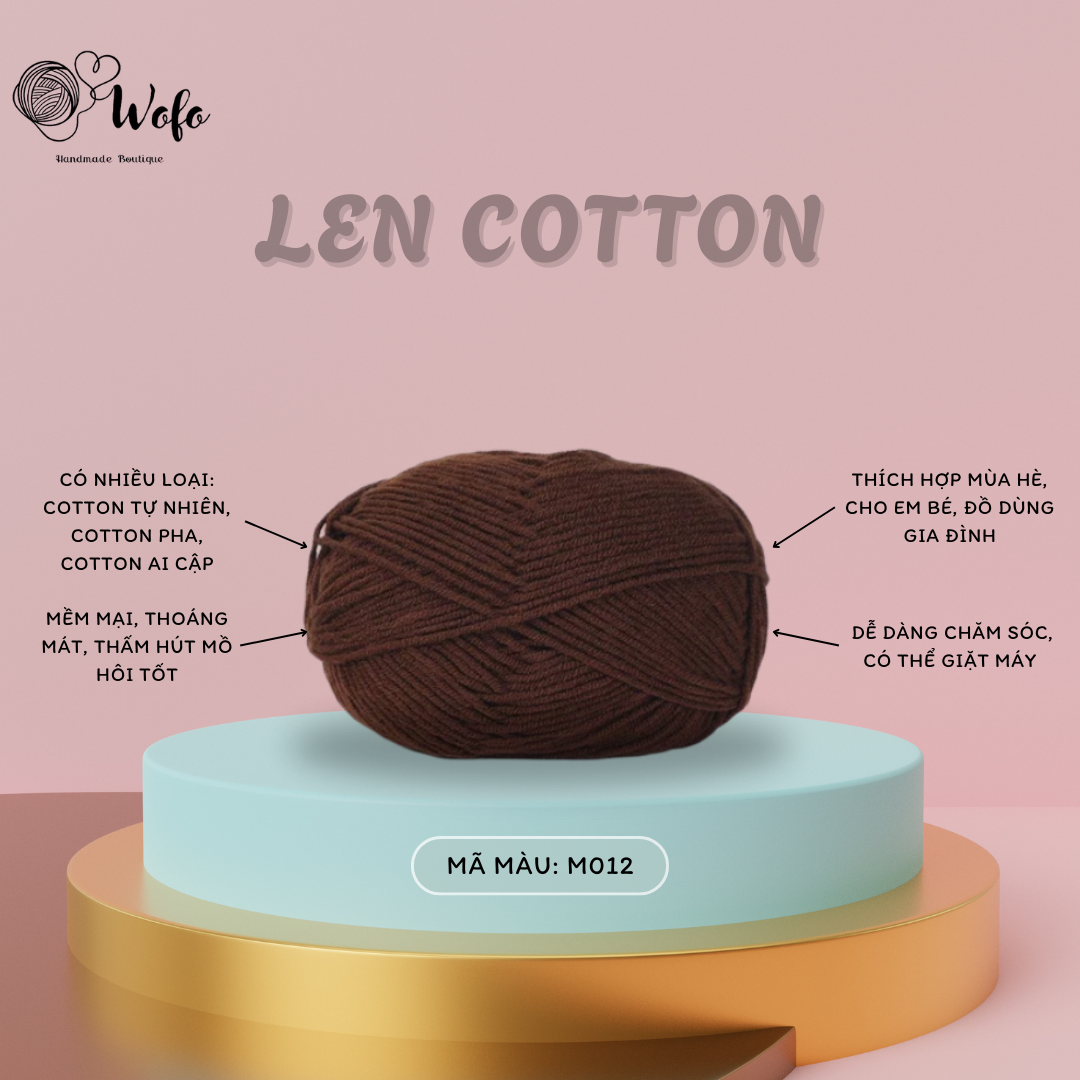 Wofo
Handmade Boutique
LEN COTTON
CÓ NHIỀU LOẠI:
COTTON TỰ NHIÊN,
COTTON PHA,
COTTON AI CẬP
MỀM MẠI, THOÁNG
MÁT, THẤM HÚT MỒ
HÔI TỐT
THÍCH HỢP MÙA HÈ,
CHO EM BÉ, ĐỒ DÙNG
GIA ĐÌNH
DỄ DÀNG CHĂM SÓC,
CÓ THỂ GIẶT MÁY
MÃ MÀU: M012